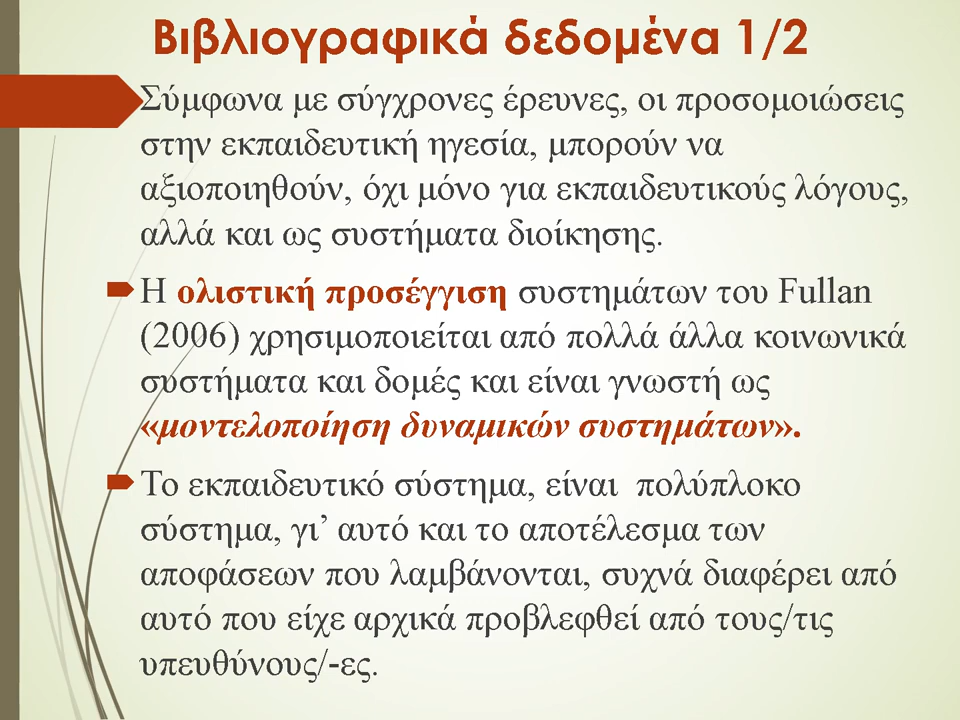 Βιβλιογραφικά δεδομένα 1/2
Σύμφωνα με σύγχρονες έρευνες, οι προσομοιώσεις
στην εκπαιδευτική ηγεσία, μπορούν να
αξιοποιηθούν, όχι μόνο για εκπαιδευτικούς λόγους,
αλλά και ως συστήματα διοίκησης.
Η ολιστική προσέγγιση συστημάτων του Fullan
(2006) χρησιμοποιείται από πολλά άλλα κοινωνικά
συστήματα και δομές και είναι γνωστή ως
«μοντελοποίηση δυναμικών συστημάτων».
Το εκπαιδευτικό σύστημα, είναι πολύπλοκο
σύστημα, γι’ αυτό και το αποτέλεσμα των
αποφάσεων που λαμβάνονται, συχνά διαφέρει από
αυτό που είχε αρχικά προβλεφθεί από τους/τις
υπευθύνους/-ες.